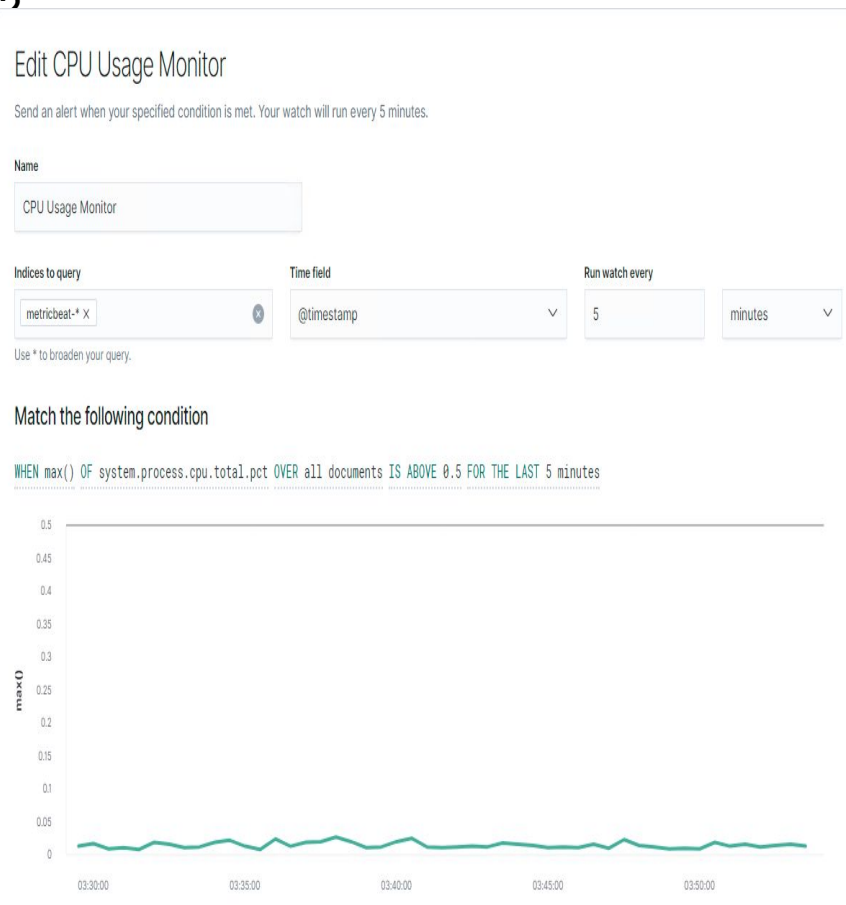 Edit CPU Usage Monitor
Send an alert when your specified condition is met. Your watch will run every 5 minutes.
Name
CPU Usage Monitor
Indices to query Time field Run watch every
metricbeat-* X @timestamp 5 minutes
Use * to broaden your query.
Match the following condition
WHEN max() OF system.process.cpu.total.pct OVER all documents IS ABOVE 0.5 FOR THE LAST 5 minutes
0.5
0.45
0.4
0.35
0.3
0.25
0.2
0.15
0.1
0.05
0
max()
03:30:00 03:35:00 03:40:00 03:45:00 03:50:00